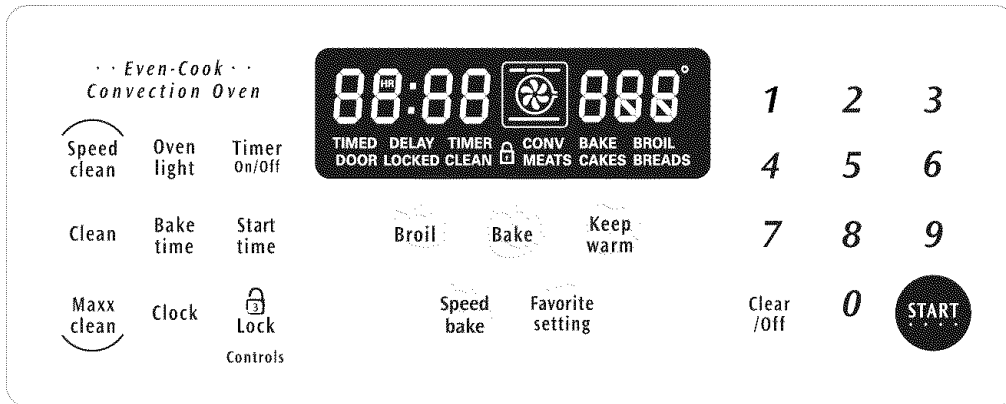 · · Even-Cook · ·
Convection Oven
Speed
clean
Oven
light
Timer
On/Off
Clean
Bake
time
Start
time
Maxx
clean
Clock
3
Lock
Controls
88:88
HR
888°
TIMED DELAY TIMER CONV BAKE BROIL
DOOR LOCKED CLEAN MEATS CAKES BREADS
Broil
Bake
Keep
warm
Speed
bake
Favorite
setting
1 2 3
4 5 6
7 8 9
Clear
/Off
0
START